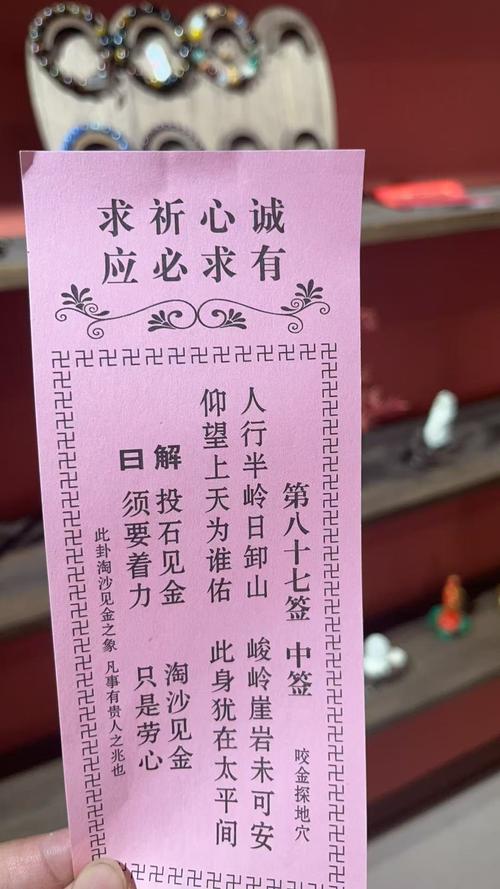 诚心祈求
有求必应
第八十七签 中签 咬金探地穴
人行半岭日卸山 峻岭崖岩未可安
仰望上天为谁佑 此身犹在太平间
解曰
投石见金 淘沙见金
须要着力 只是劳心
此卦淘沙见金之象 凡事有贵人之兆也